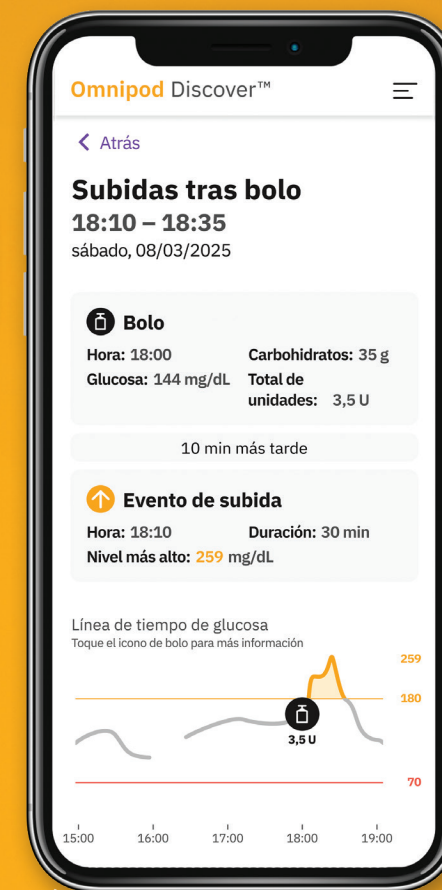 Omnipod Discover™
Atrás
Subidas tras bolo
18:10 – 18:35
sábado, 08/03/2025
Bolo
Hora: 18:00 Carbohidratos: 35 g
Glucosa: 144 mg/dL Total de
unidades: 3,5 U
10 min más tarde
Evento de subida
Hora: 18:10 Duración: 30 min
Nivel más alto: 259 mg/dL
Línea de tiempo de glucosa
Toque el icono de bolo para más información
259
180
3,5 U
70
15:00 16:00 17:00 18:00 19:00